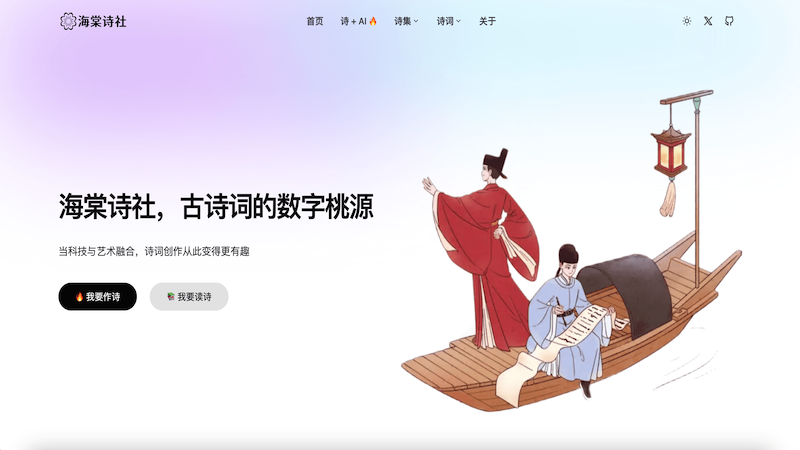 海棠诗社
首页 诗 + AI🔥 诗集 诗词 关于
海棠诗社，古诗词的数字桃源
当科技与艺术融合，诗词创作从此变得更有趣
🔥 我要作诗 📚 我要读诗